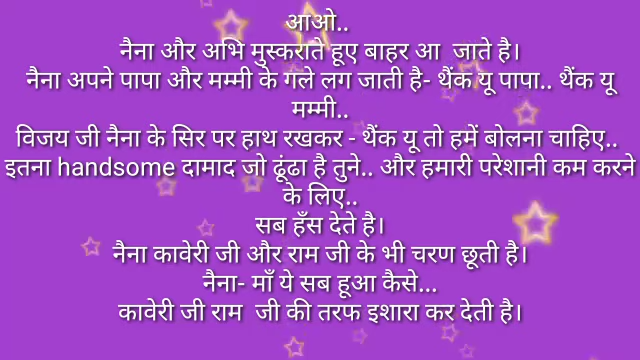 आओ..
नैना और अभि मुस्कराते हूए बाहर आ  जाते है।
नैना अपने पापा और मम्मी के गले लग जाती है- थैंक यू पापा.. थैंक यू
मम्मी..
विजय जी नैना के सिर पर हाथ रखकर - थैंक यू तो हमें बोलना चाहिए..
इतना handsome दामाद जो ढूंढा है तुने.. और हमारी परेशानी कम करने
के लिए..
सब हँस देते है।
नैना कावेरी जी और राम जी के भी चरण छूती है।
नैना- माँ ये सब हूआ कैसे...
कावेरी जी राम  जी की तरफ इशारा कर देती है।